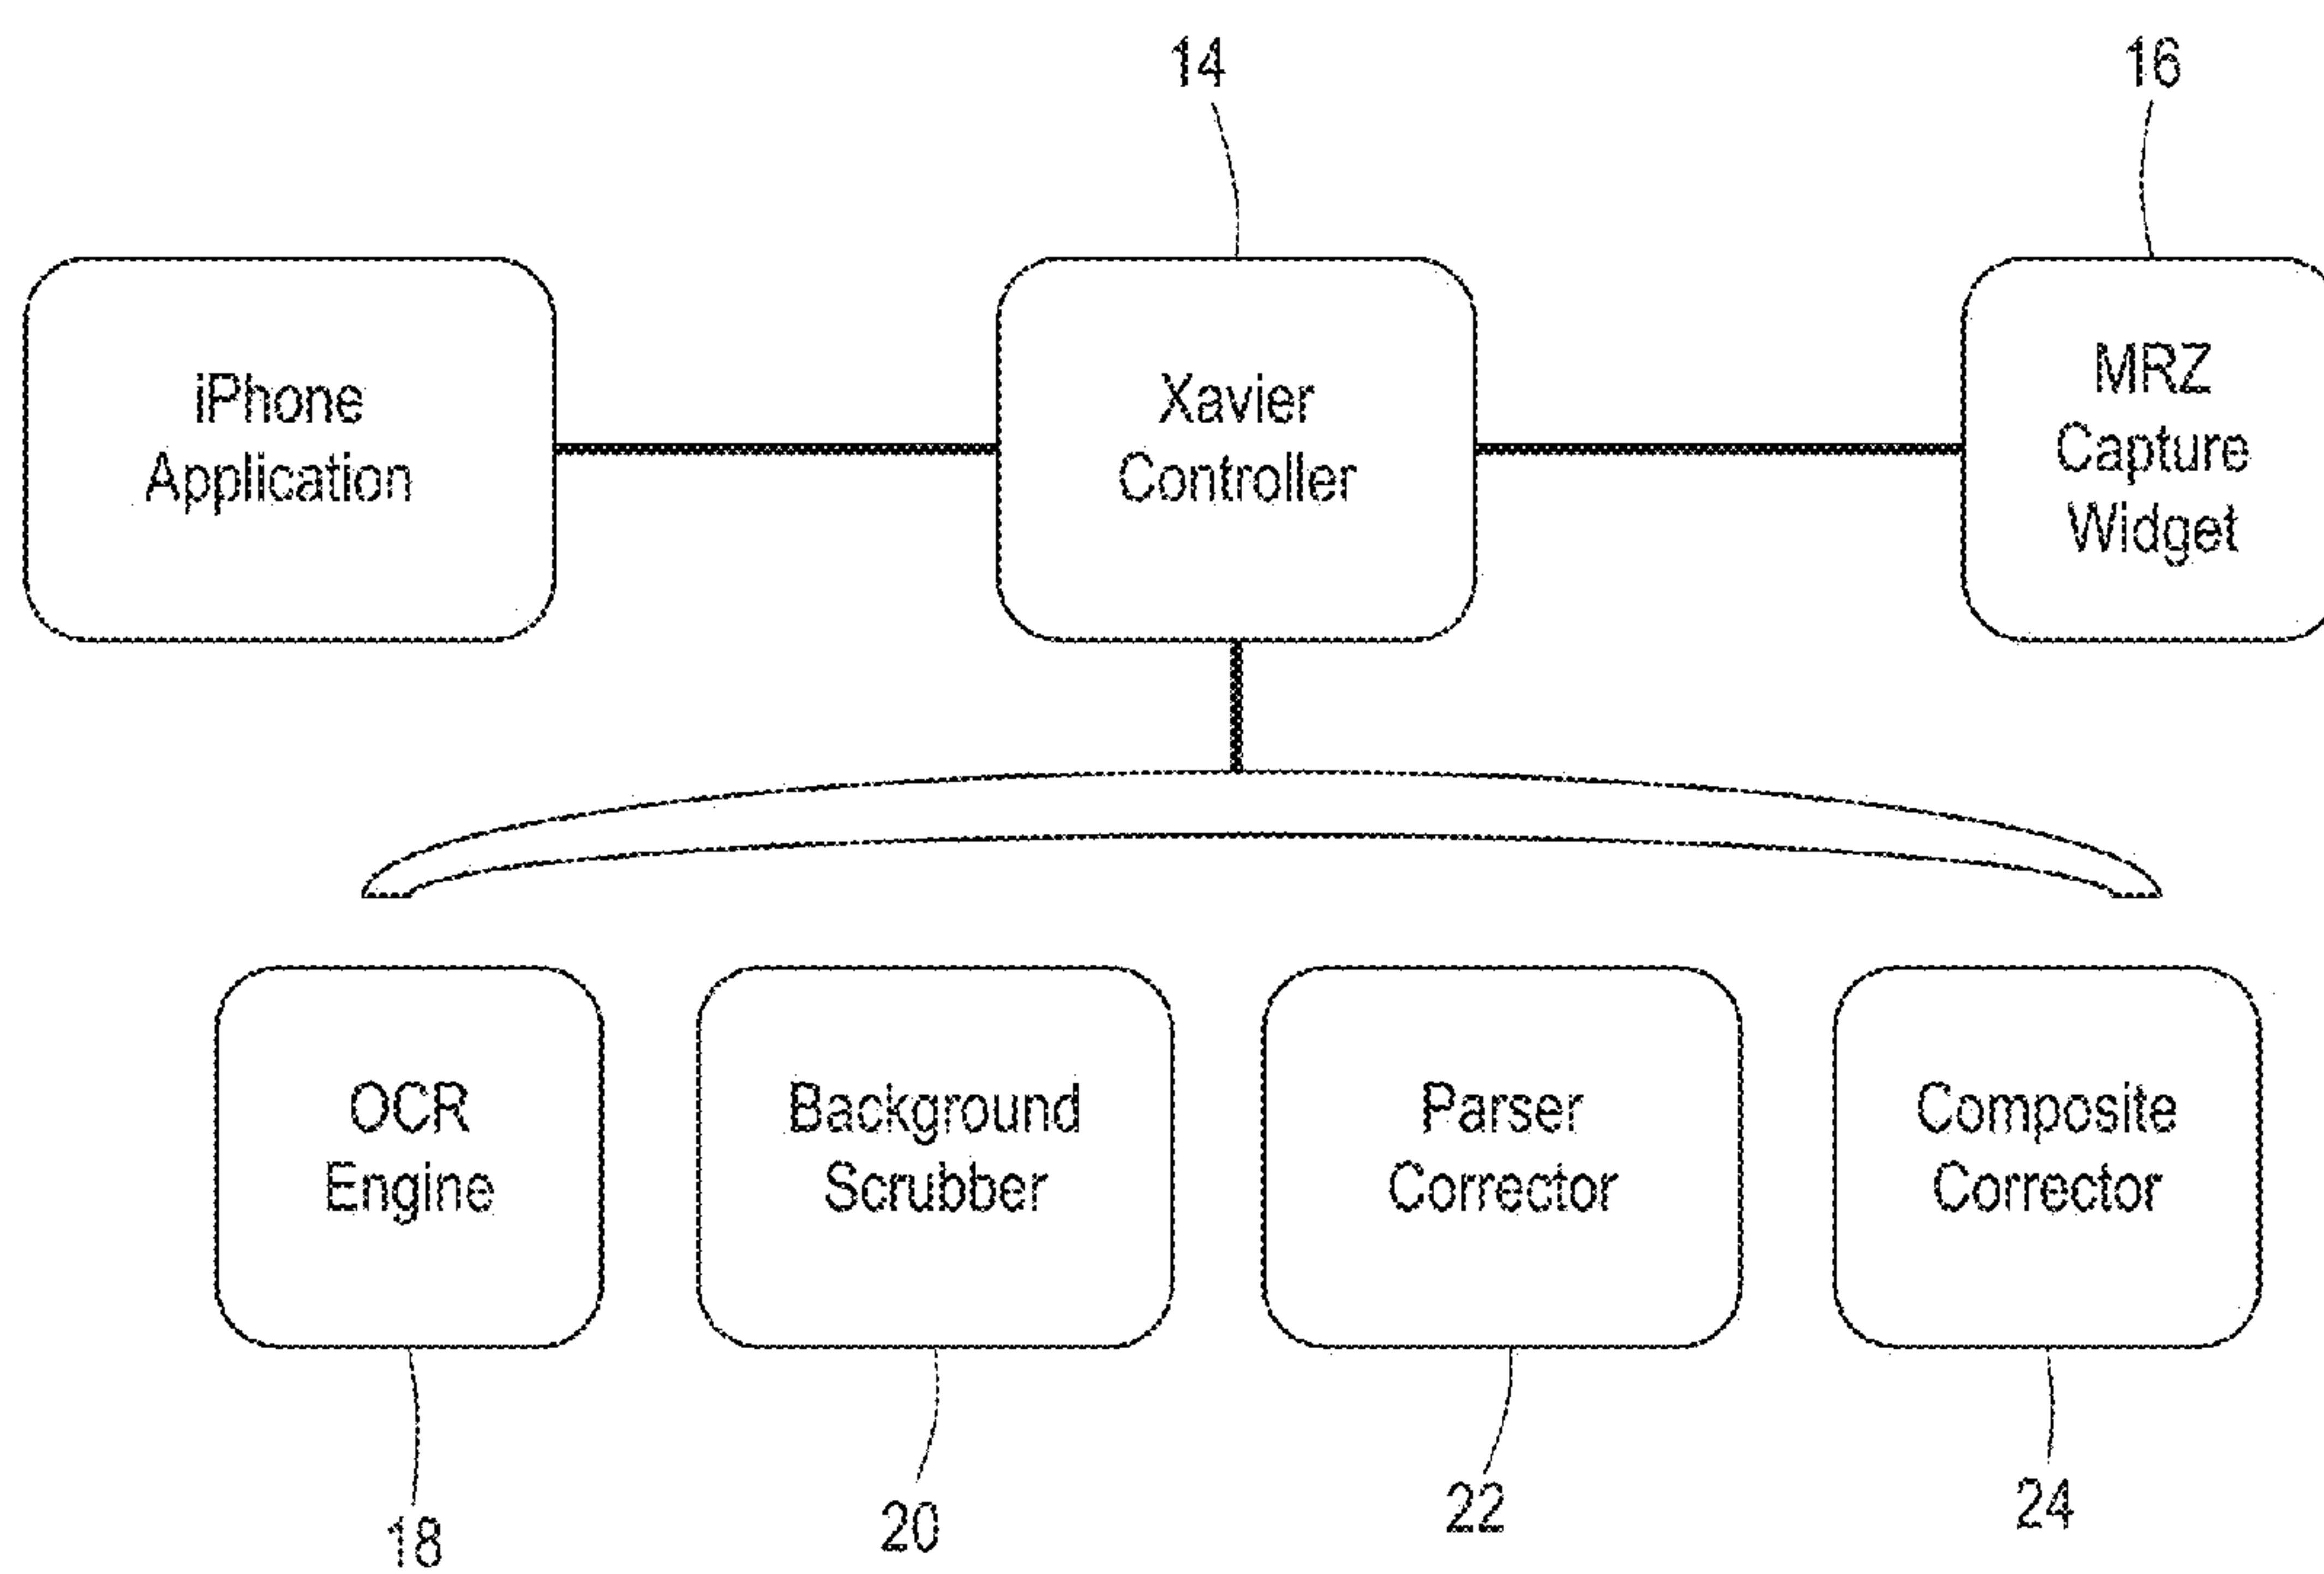 14
16
iPhone
Application
Xavier
Controller
MRZ
Capture
Widget
OCR
Engine
Background
Scrubber
Parser
Corrector
Composite
Corrector
18
20
22
24